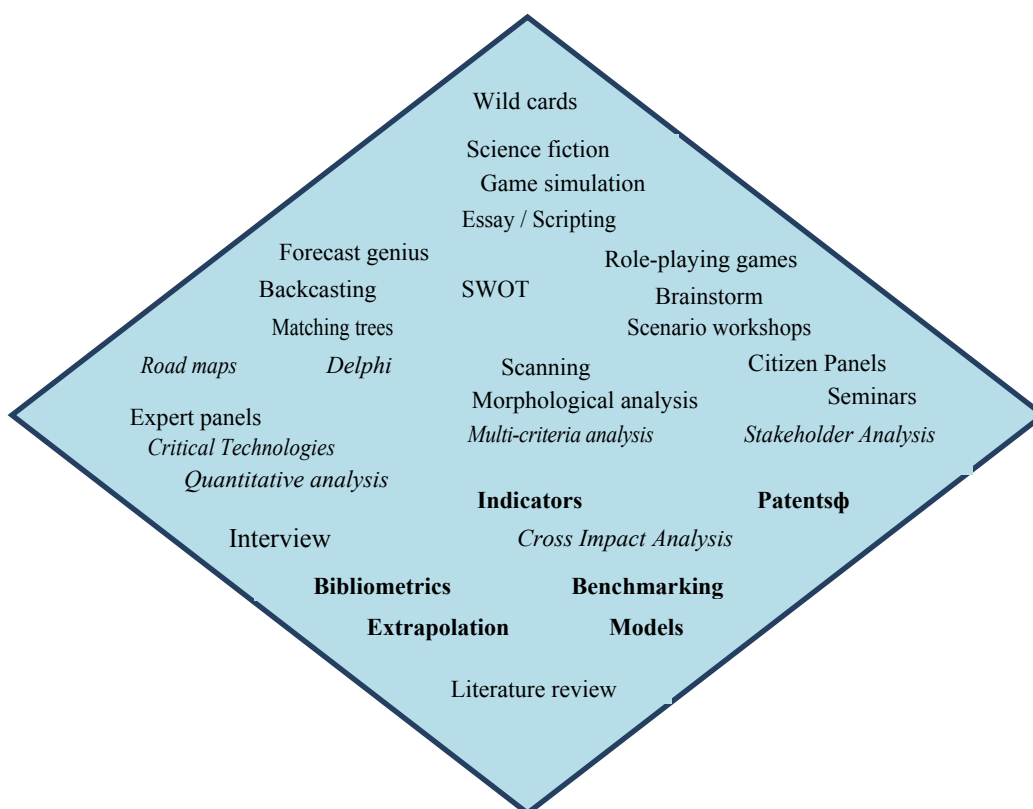 Wild cards
Science fiction
Game simulation
Essay / Scripting
Forecast genius
Role-playing games
Backcasting
SWOT
Brainstorm
Matching trees
Scenario workshops
Road maps
Delphi
Scanning
Citizen Panels
Morphological analysis
Seminars
Expert panels
Multi-criteria analysis
Stakeholder Analysis
Critical Technologies
Quantitative analysis
Indicators
Patentsф
Interview
Cross Impact Analysis
Bibliometrics
Benchmarking
Extrapolation
Models
Literature review